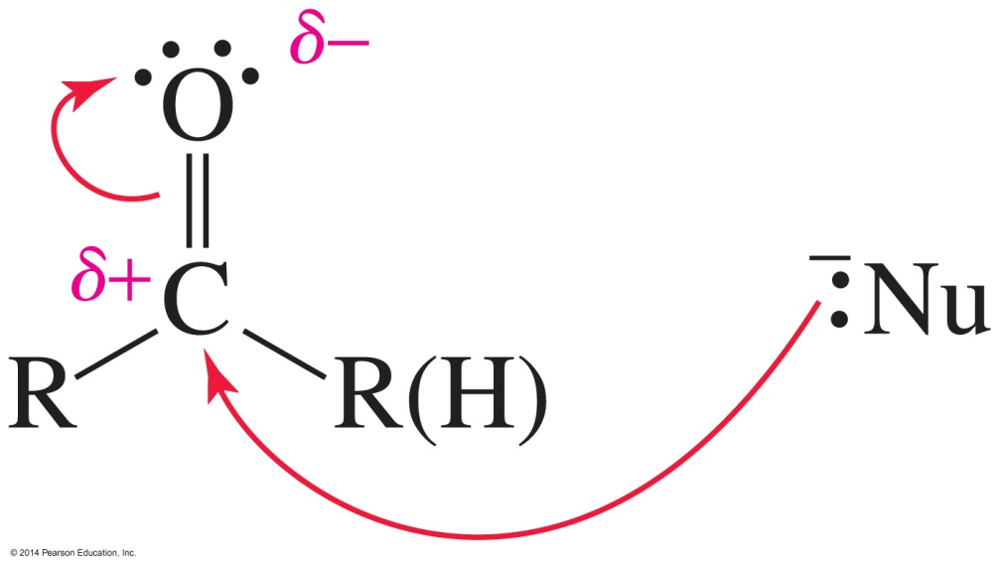 δ−
:O:
δ+ C
−:Nu
R R(H)
© 2014 Pearson Education, Inc.